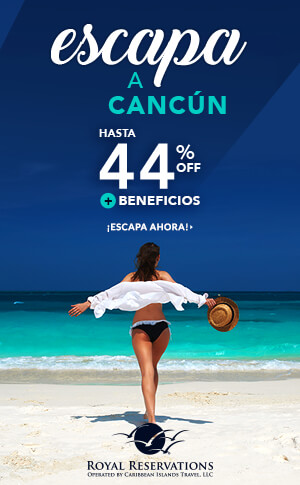 escapa
A
CANCÚN
HASTA
44% OFF
+ BENEFICIOS
¡ESCAPA AHORA!
ROYAL RESERVATIONS
OPERATED BY CARIBBEAN ISLANDS TRAVEL, LLC